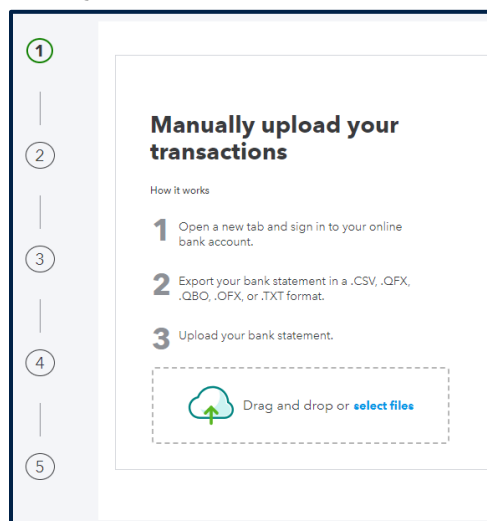 1
2
3
4
5
Manually upload your
transactions
How it works
1 Open a new tab and sign in to your online
bank account.
2 Export your bank statement in a .CSV, .QFX,
.QBO, .OFX, or .TXT format.
3 Upload your bank statement.
Drag and drop or select files